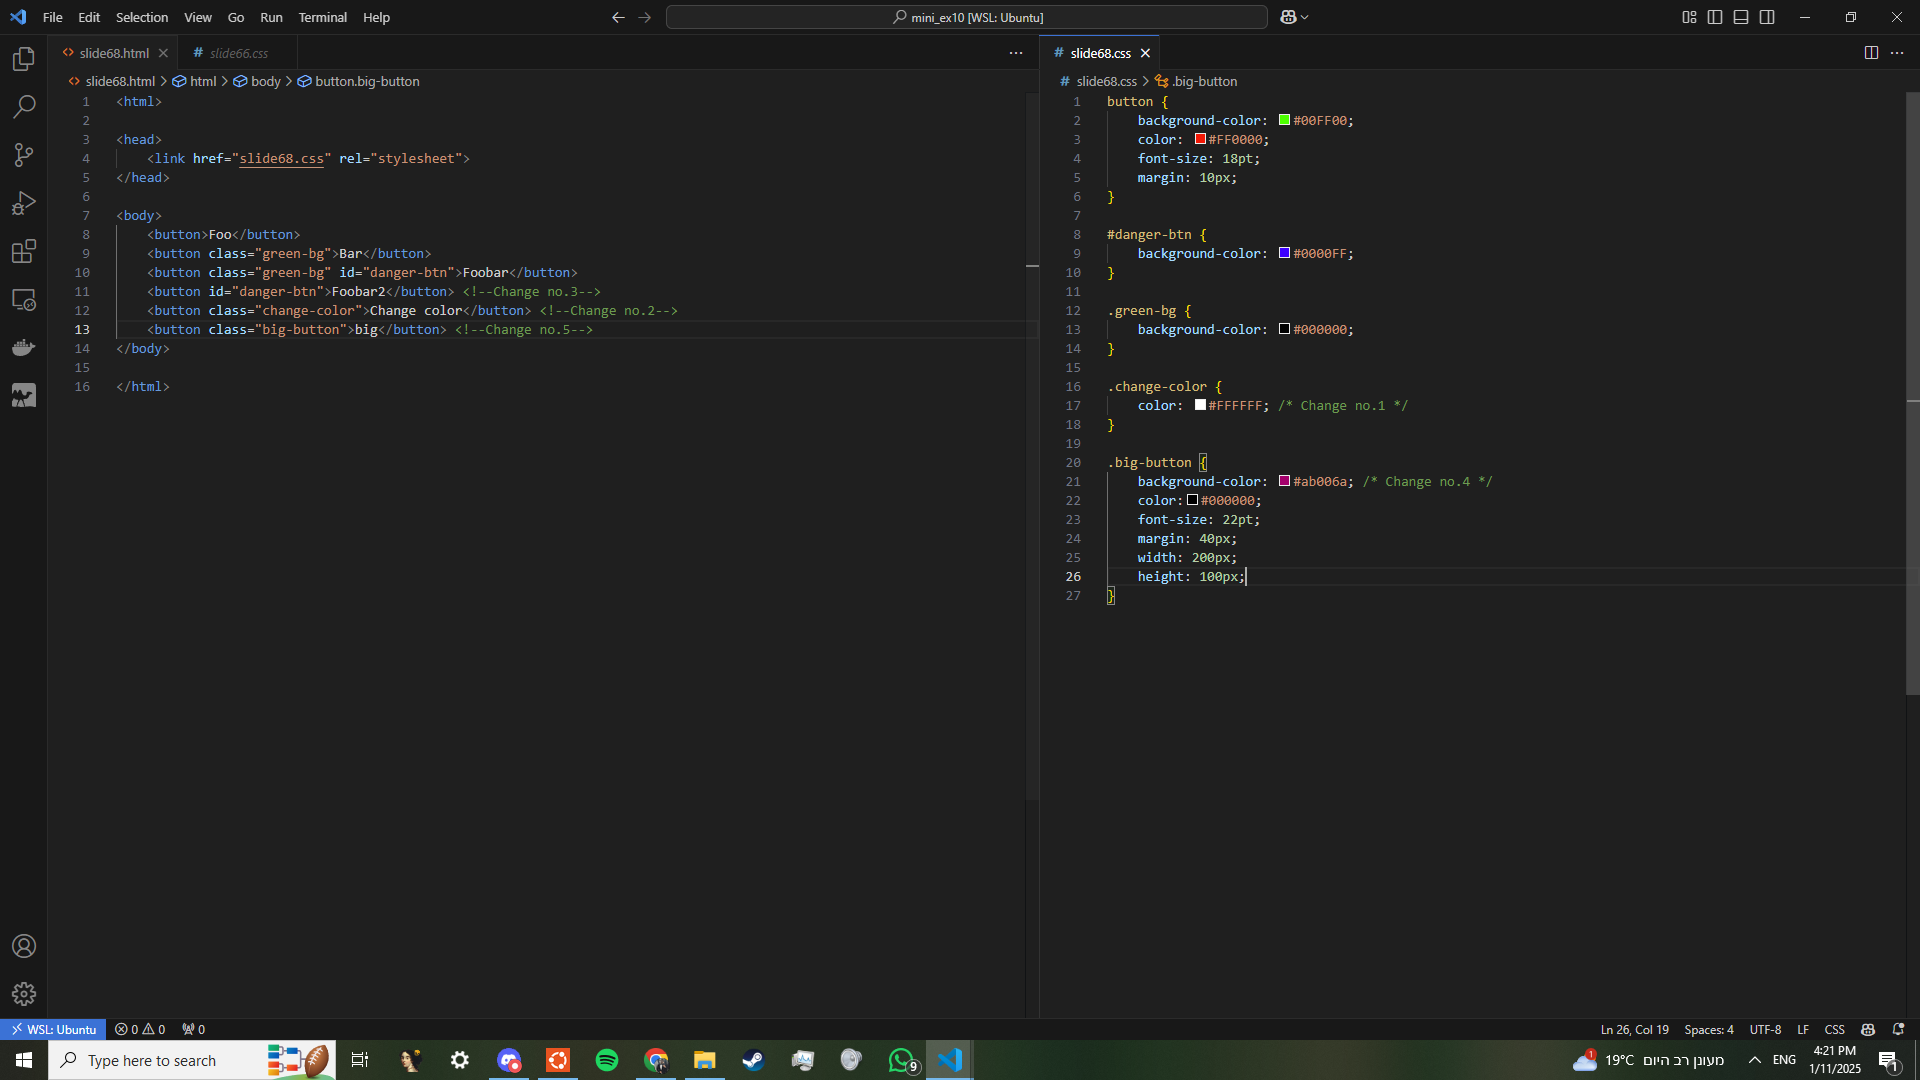 File Edit Selection View Go Run Terminal Help
mini_ex10 [WSL: Ubuntu]
slide68.html
slide66.css
slide68.html > html > body > button.big-button
1 <html>
2
3 <head>
4 <link href="slide68.css" rel="stylesheet">
5 </head>
6
7 <body>
8 <button>Foo</button>
9 <button class="green-bg">Bar</button>
10 <button class="green-bg" id="danger-btn">Foobar</button>
11 <button id="danger-btn">Foobar2</button> <!--Change no.3-->
12 <button class="change-color">Change color</button> <!--Change no.2-->
13 <button class="big-button">big</button> <!--Change no.5-->
14 </body>
15
16 </html>
# slide68.css
# slide68.css > .big-button
1 button {
2 background-color: #00FF00;
3 color: #FF0000;
4 font-size: 18pt;
5 margin: 10px;
6 }
7
8 #danger-btn {
9 background-color: #0000FF;
10 }
11
12 .green-bg {
13 background-color: #000000;
14 }
15
16 .change-color {
17 color: #FFFFFF; /* Change no.1 */
18 }
19
20 .big-button {
21 background-color: #ab006a; /* Change no.4 */
22 color: #000000;
23 font-size: 22pt;
24 margin: 40px;
25 width: 200px;
26 height: 100px;
27 }
WSL: Ubuntu 0 0 0
Ln 26, Col 19 Spaces: 4 UTF-8 LF CSS
Type here to search
9
1
19°C מעונן רב היום
ENG
4:21 PM
1/11/2025
1